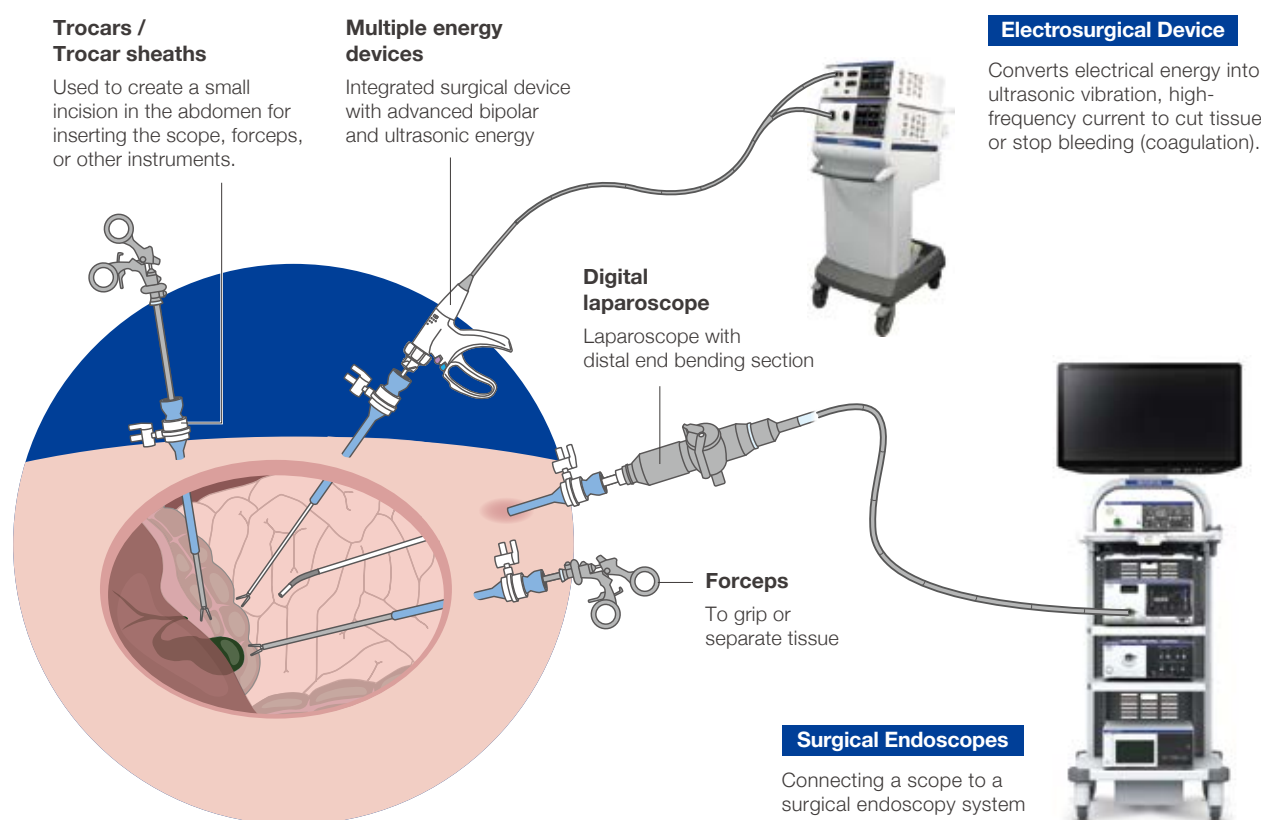 Trocars /
Trocar sheaths
Used to create a small
incision in the abdomen for
inserting the scope, forceps,
or other instruments.
Multiple energy
devices
Integrated surgical device
with advanced bipolar
and ultrasonic energy
Electrosurgical Device
Converts electrical energy into
ultrasonic vibration, high-
frequency current to cut tissue
or stop bleeding (coagulation).
Digital
laparoscope
Laparoscope with
distal end bending section
Forceps
To grip or
separate tissue
Surgical Endoscopes
Connecting a scope to a
surgical endoscopy system